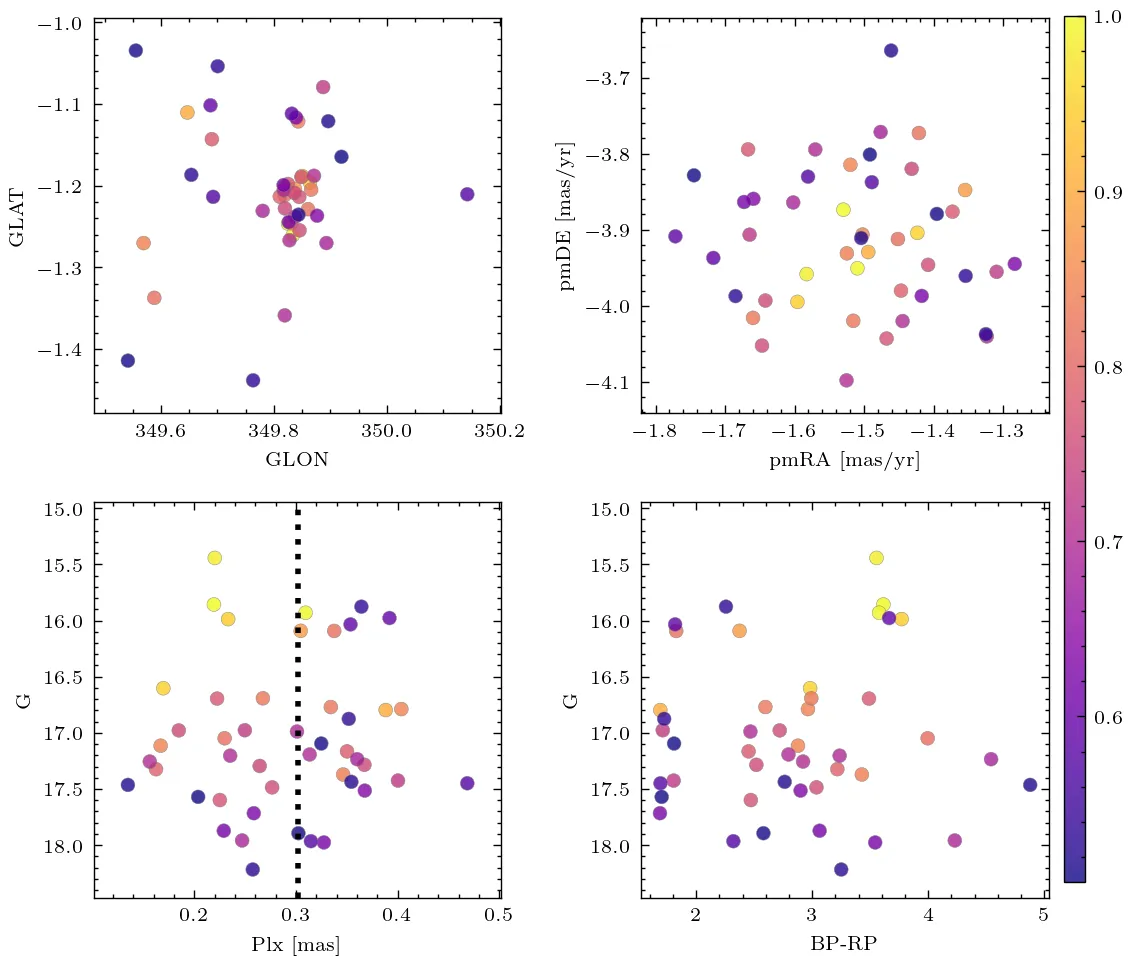 −1.0
−1.1
−1.2
−1.3
−1.4
GLAT
349.6 349.8 350.0 350.2
GLON
−3.7
−3.8
−3.9
−4.0
−4.1
pmDE [mas/yr]
−1.8 −1.7 −1.6 −1.5 −1.4 −1.3
pmRA [mas/yr]
15.0
15.5
16.0
16.5
17.0
17.5
18.0
G
0.2 0.3 0.4 0.5
Plx [mas]
15.0
15.5
16.0
16.5
17.0
17.5
18.0
G
2 3 4 5
BP-RP
1.0
0.9
0.8
0.7
0.6